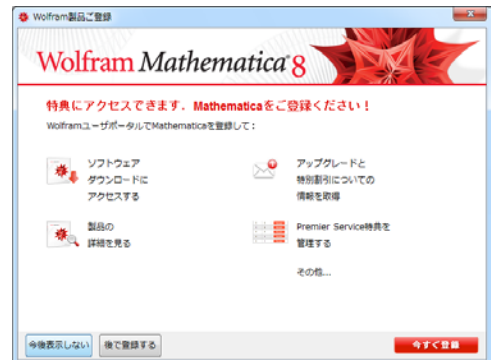 Wolfram製品ご登録
Wolfram Mathematica® 8
特典にアクセスできます. Mathematicaをご登録ください！
WolframユーザポータルでMathematicaを登録して：
ソフトウェア
ダウンロードに
アクセスする
アップグレードと
特別割引についての
情報を取得
製品の
詳細を見る
Premier Service特典を
管理する
その他...
今後表示しない
後で登録する
今すぐ登録